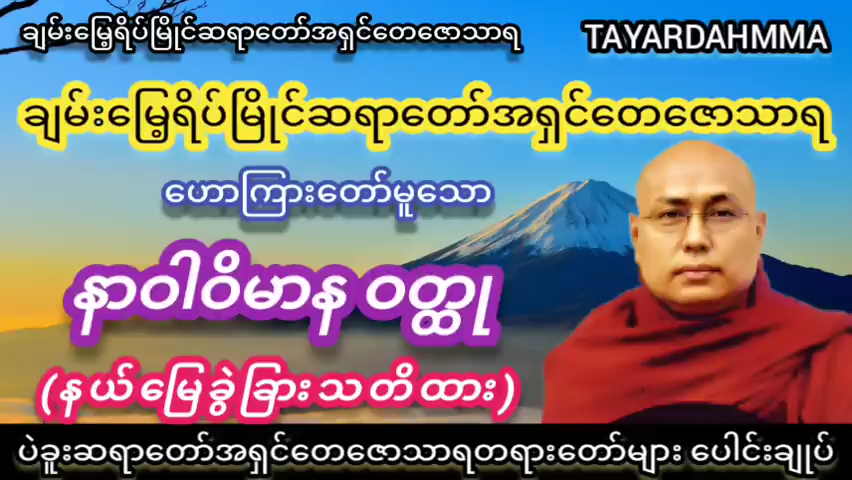 ချမ်းမြေ့ရိပ်မြိုင်ဆရာတော်အရှင်တေဇောသာရ
TAYARDAHMMA
ချမ်းမြေ့ရိပ်မြိုင်ဆရာတော်အရှင်တေဇောသာရ
ဟောကြားတော်မူသော
နာဝါဝိမာန ဝတ္ထု
(နယ်မြေခွဲခြားသတိထား)
ပဲခူးဆရာတော်အရှင်တေဇောသာရတရားတော်များ ပေါင်းချုပ်